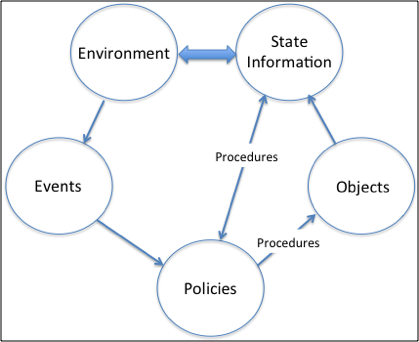 Environment
State
Information
Procedures
Events
Objects
Procedures
Policies